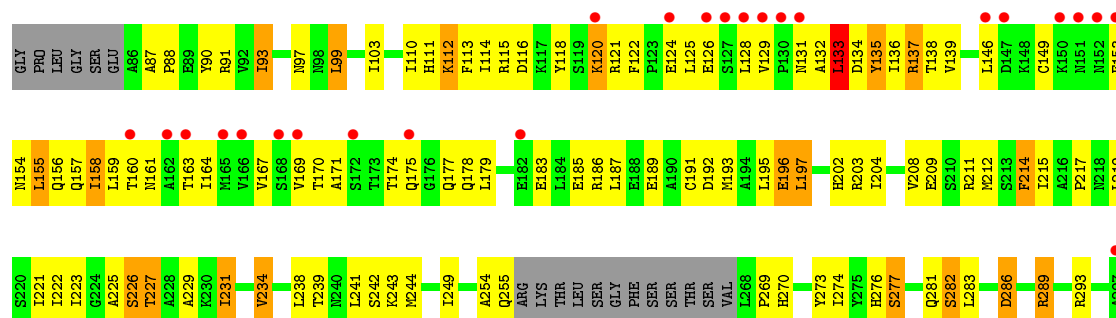 GLY PRO LEU GLY SER GLU A86 A87 P88 E89 Y90 R91 V92 I93 N97 N98 L99 I103 I110 H111 K112 F113 I114 R115 D116 K117 Y118 S119 K120 R121 F122 P123 E124 L125 E126 S127 L128 V129 P130 N131 A132 L133 D134 Y135 I136 R137 T138 V139 L146 D147 K148 C149 K150 N151 N152
N154 L155 Q156 Q157 I158 L159 T160 N161 A162 T163 I164 M165 V166 V167 S168 V169 T170 A171 S172 T173 T174 Q175 G176 Q177 Q178 L179 E182 E183 L184 E185 R186 L187 E188 E189 A190 C191 D192 M193 A194 L195 E196 L197 H202 R203 I204 V208 E209 S210 R211 M212 S213 F214 I215 A216 P217 N218
S220 I221 I222 I223 G224 A225 S226 T227 A228 A229 K230 I231 V234 L238 T239 N240 L241 S242 K243 M244 I249 A254 Q255 ARG LYS THR LEU SER GLY PHE SER SER THR SER VAL L268 P269 H270 Y273 I274 Y275 H276 S277 Q281 S282 L283 D286 R289 R293